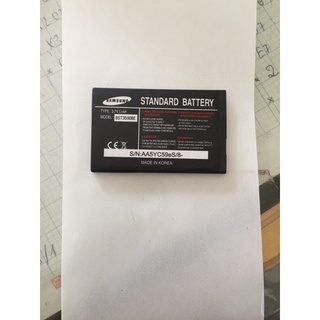 SAMSUNG
STANDARD BATTERY
TYPE: 3.7V Li-ion
MODEL:
S/N:AA5YC59eS/8-
MADE IN KOREA